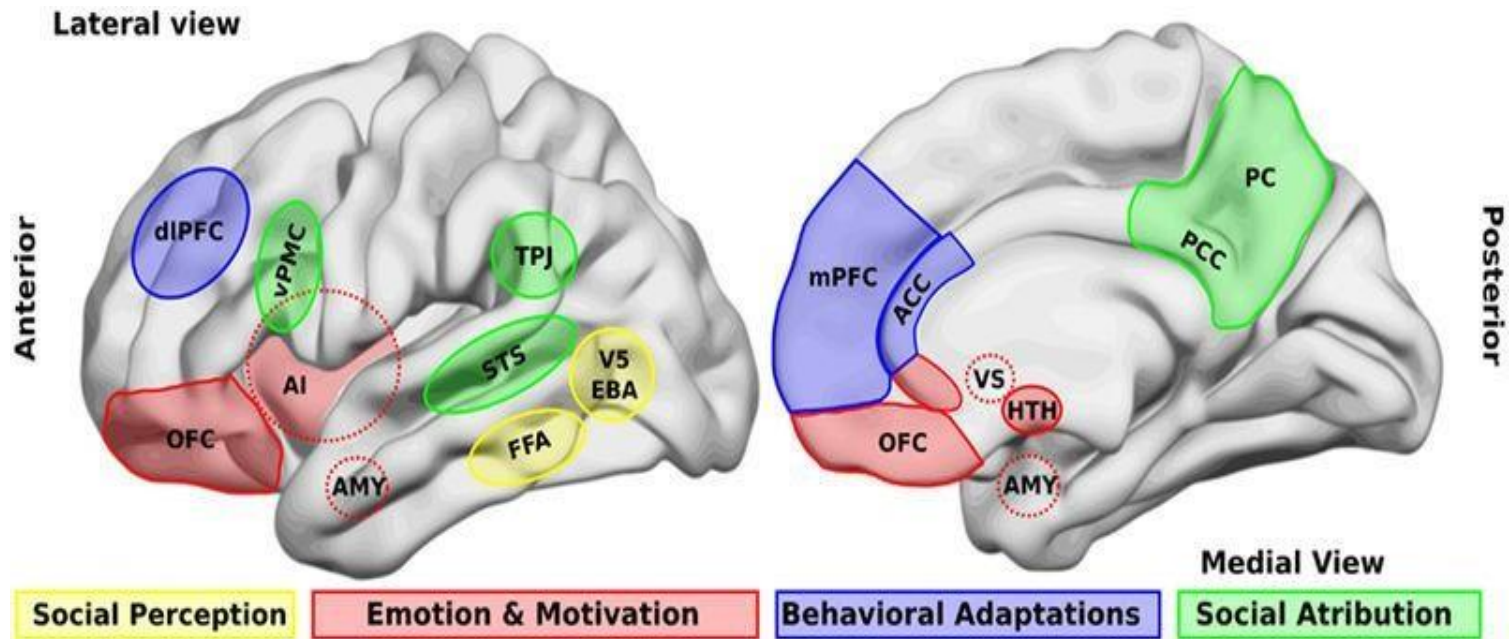 Lateral view
Anterior
dlPFC
vPMC
TPJ
STS
V5
EBA
AI
OFC
FFA
AMY
PC
PCC
mPFC
ACC
VS
HTH
OFC
AMY
Posterior
Medial View
Social Perception
Emotion & Motivation
Behavioral Adaptations
Social Atribution